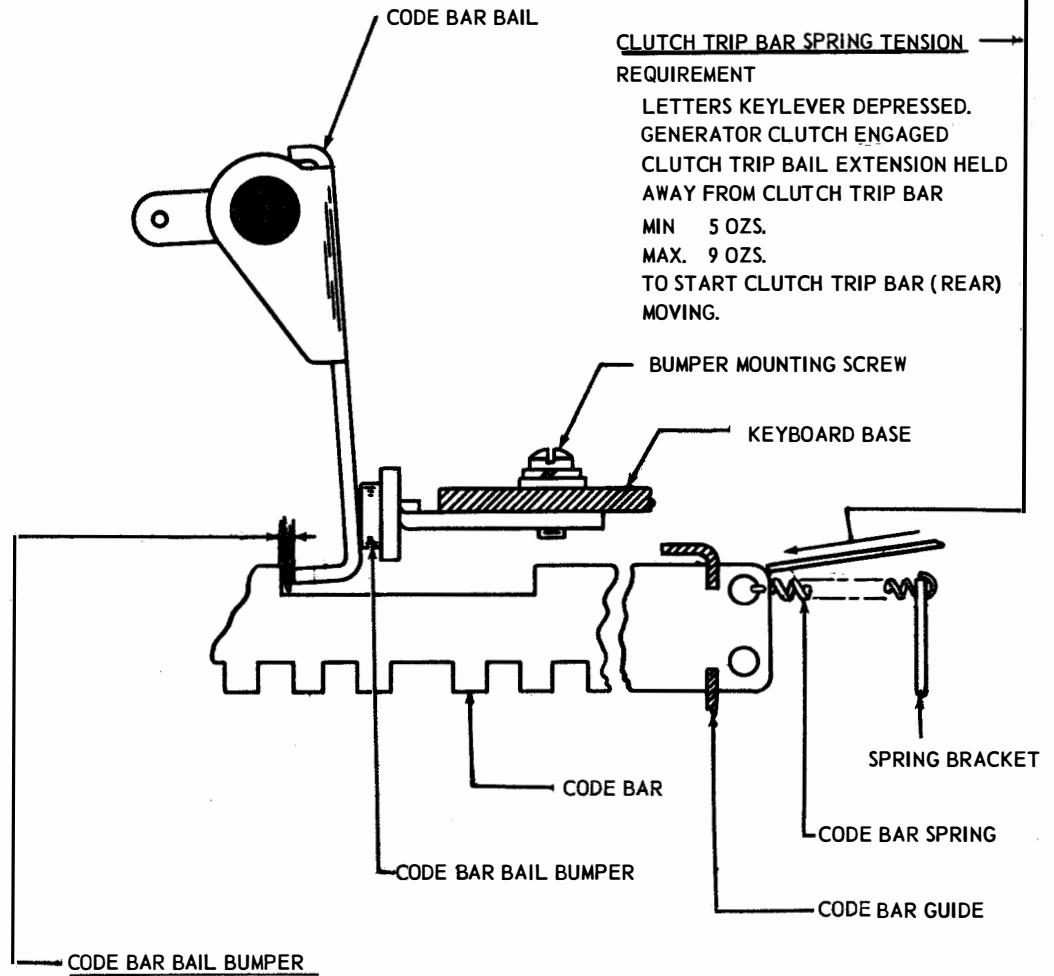 CODE BAR BAIL
CLUTCH TRIP BAR SPRING TENSION
REQUIREMENT
LETTERS KEYLEVER DEPRESSED.
GENERATOR CLUTCH ENGAGED
CLUTCH TRIP BAIL EXTENSION HELD
AWAY FROM CLUTCH TRIP BAR
MIN 5 OZS.
MAX. 9 OZS.
TO START CLUTCH TRIP BAR (REAR)
MOVING.
BUMPER MOUNTING SCREW
KEYBOARD BASE
SPRING BRACKET
CODE BAR
CODE BAR SPRING
CODE BAR BAIL BUMPER
CODE BAR GUIDE
CODE BAR BAIL BUMPER